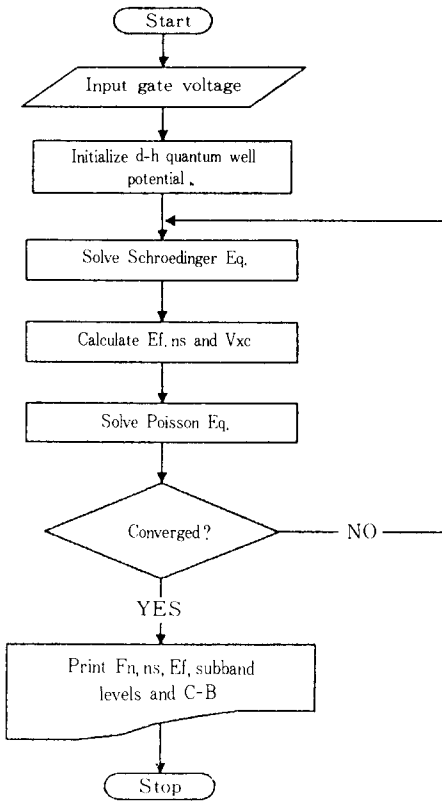 Start
Input gate voltage
Initialize d-h quantum well
potential.
Solve Schroedinger Eq.
Calculate Ef, ns and Vxc
Solve Poisson Eq.
Converged?
NO
YES
Print Fn, ns, Ef, subband
levels and C-B
Stop